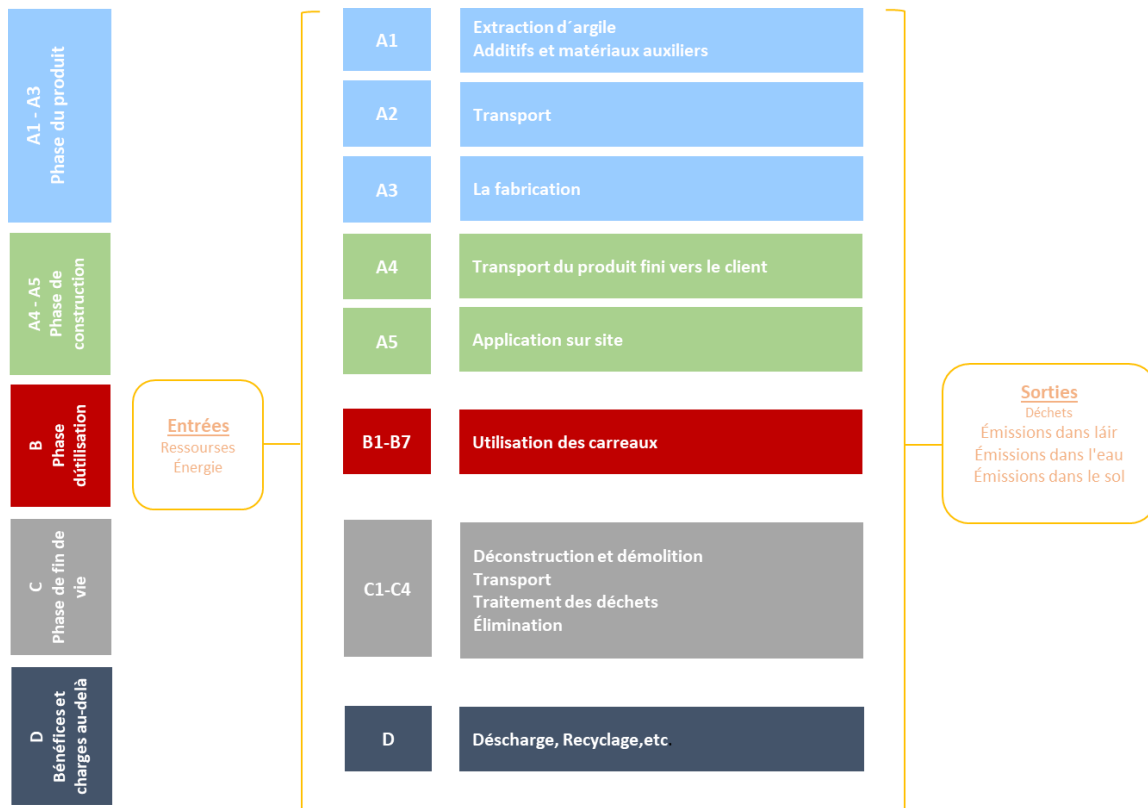 A1 - A3
Phase du produit
A1
Extraction d´argile
Additifs et matériaux auxiliers
A2
Transport
A3
La fabrication
A4 - A5
Phase de
construction
A4
Transport du produit fini vers le client
A5
Application sur site
B
Phase
dútilisation
Entrées
Ressourses
Énergie
B1-B7
Utilisation des carreaux
Sorties
Déchets
Émissions dans láir
Émissions dans l'eau
Émissions dans le sol
C
Phase de fin de
vie
C1-C4
Déconstruction et démolition
Transport
Traitement des déchets
Élimination
D
Bénéfices et
charges au-delà
D
Déscharge, Recyclage,etc.